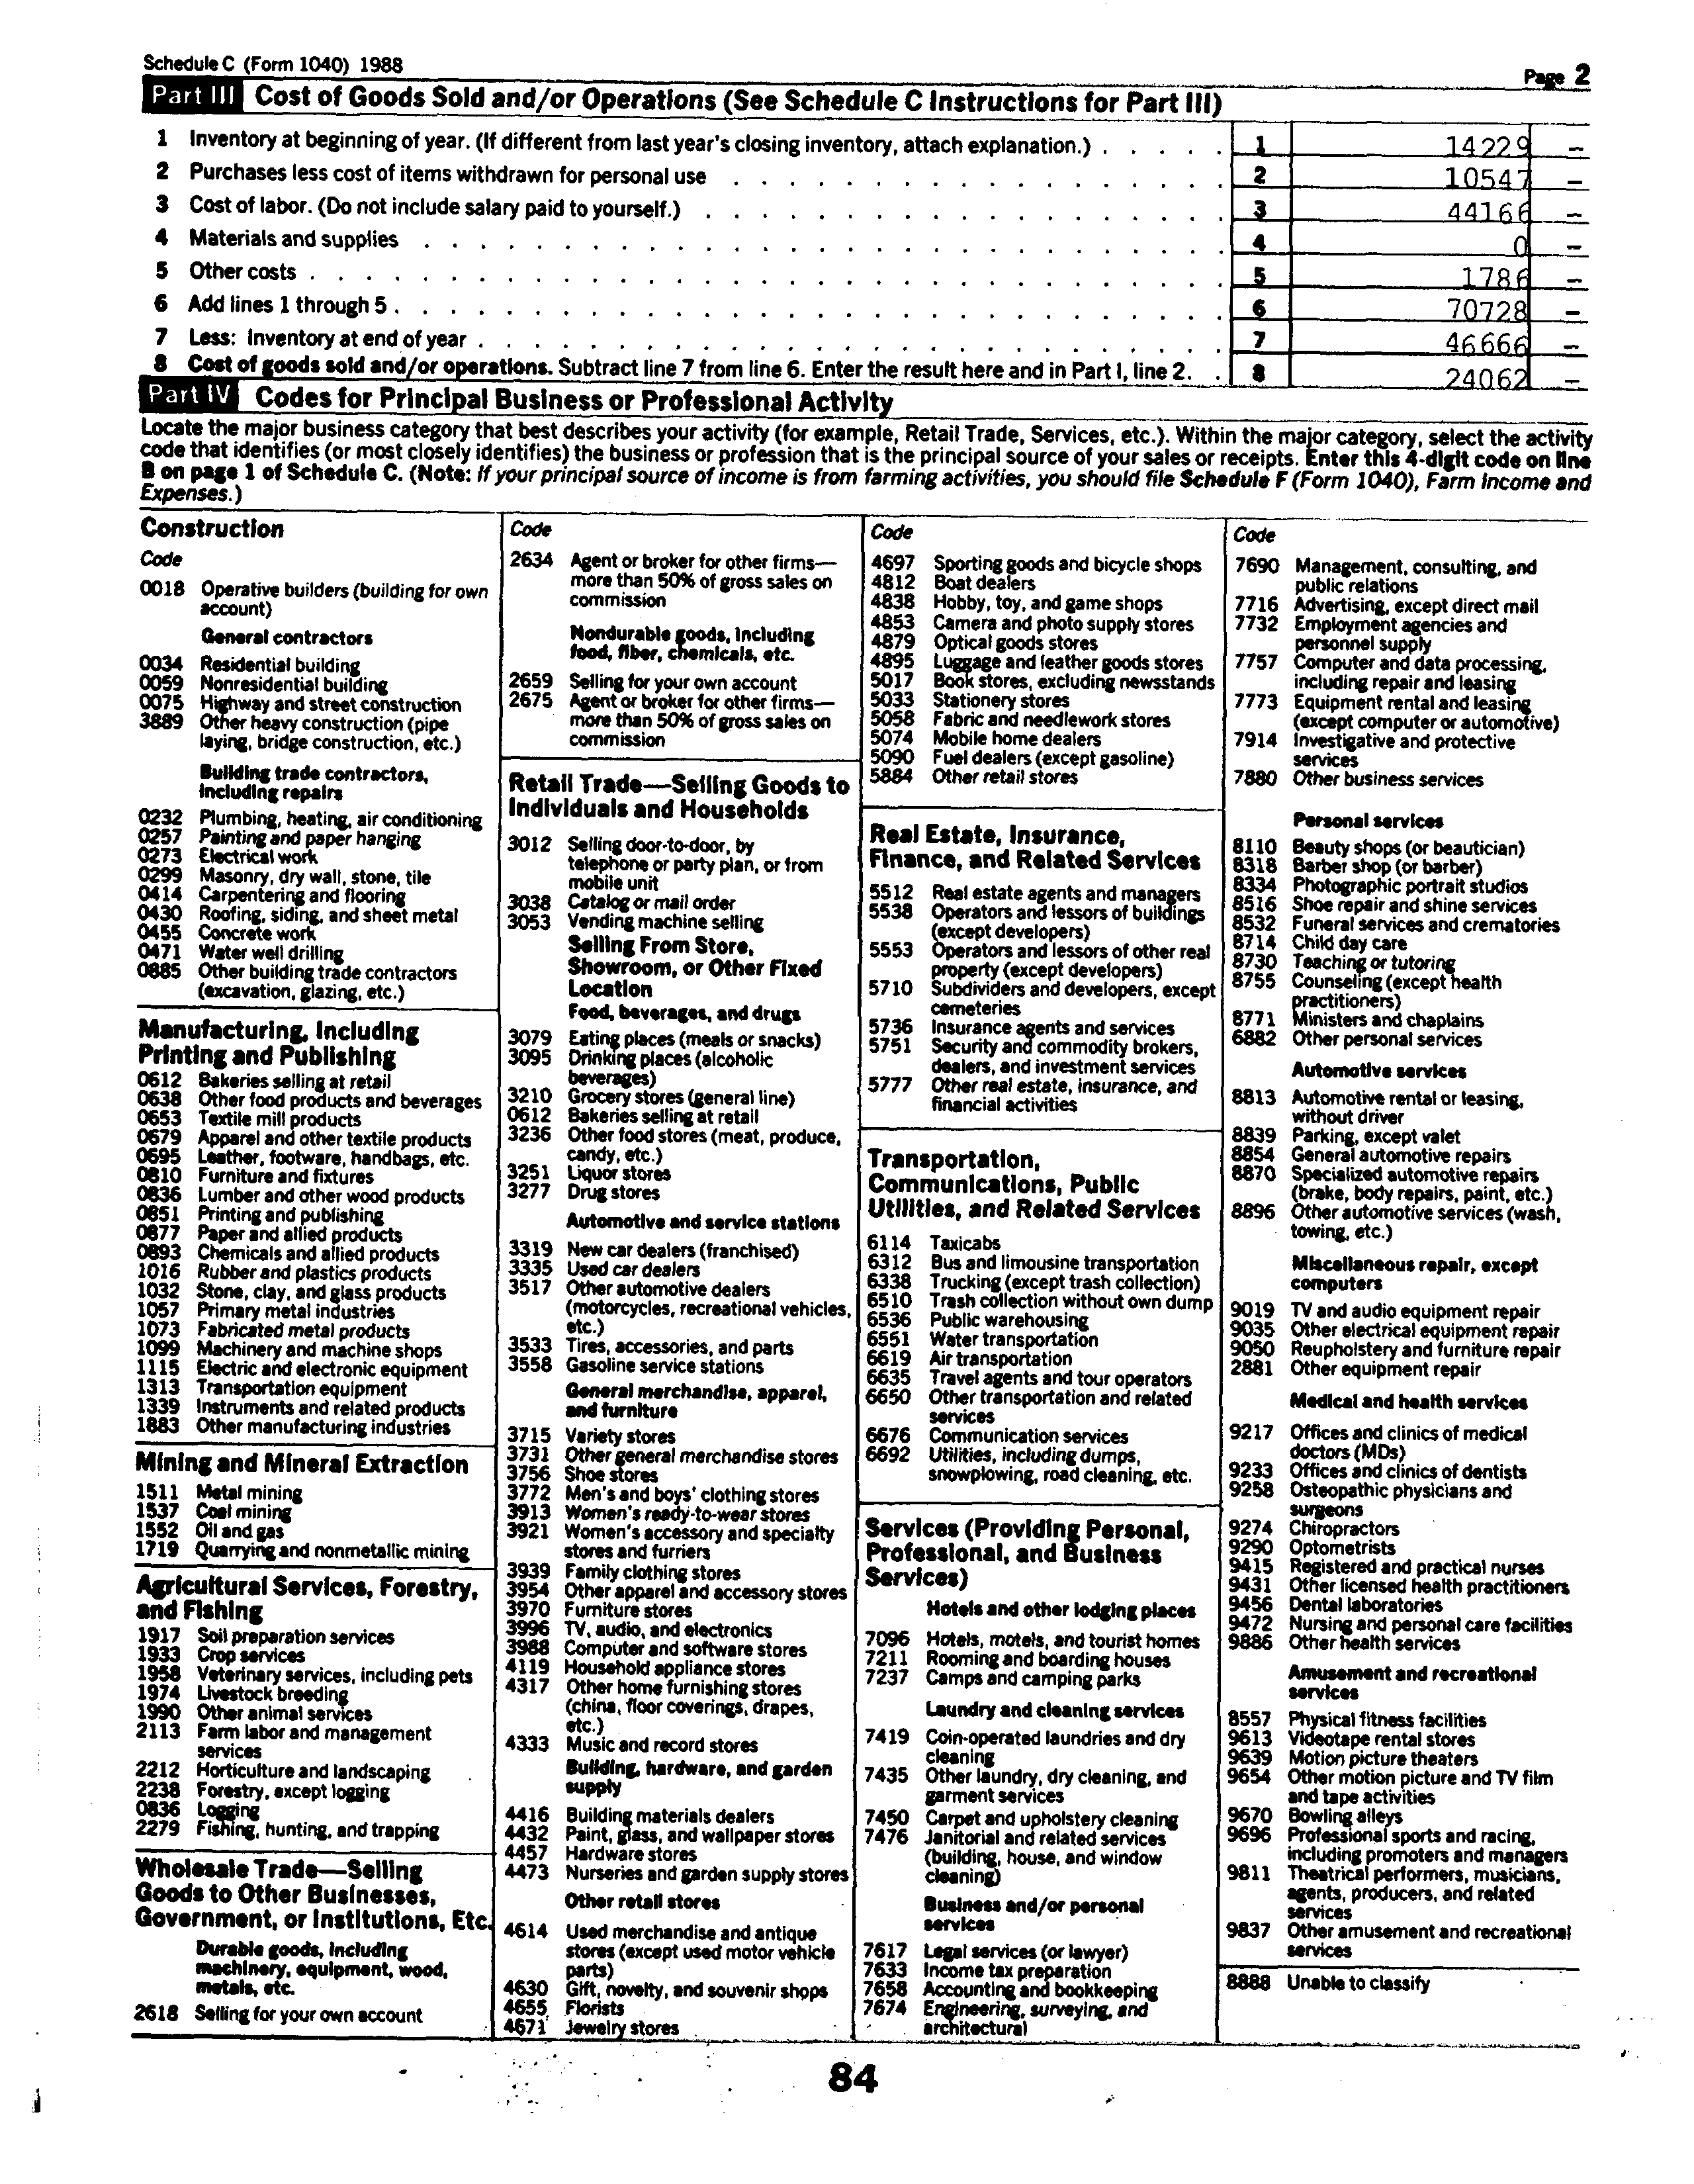 Schedule C (Form 1040) 1988
Page 2
Part III Cost of Goods Sold and/or Operations (See Schedule C Instructions for Part III)
1 Inventory at beginning of year. (If different from last year's closing inventory, attach explanation.) . . . . . 1 14229 –
2 Purchases less cost of items withdrawn for personal use . . . . . . . . . . . . . . . . . . 2 10547 –
3 Cost of labor. (Do not include salary paid to yourself.) . . . . . . . . . . . . . . . . . . . 3 44166 –
4 Materials and supplies . . . . . . . . . . . . . . . . . . . . . . . . . . . . . 4 0 –
5 Other costs . . . . . . . . . . . . . . . . . . . . . . . . . . . . . . . . . 5 1786 –
6 Add lines 1 through 5 . . . . . . . . . . . . . . . . . . . . . . . . . . . . . . 6 70728 –
7 Less: Inventory at end of year . . . . . . . . . . . . . . . . . . . . . . . . . . . 7 46666 –
8 Cost of goods sold and/or operations. Subtract line 7 from line 6. Enter the result here and in Part I, line 2. . 8 24062 –
Part IV Codes for Principal Business or Professional Activity
Locate the major business category that best describes your activity (for example, Retail Trade, Services, etc.). Within the major category, select the activity
code that identifies (or most closely identifies) the business or profession that is the principal source of your sales or receipts. Enter this 4-digit code on line
B on page 1 of Schedule C. (Note: If your principal source of income is from farming activities, you should file Schedule F (Form 1040), Farm Income and
Expenses.)
Construction
Code
0018 Operative builders (building for own
account)
General contractors
0034 Residential building
0059 Nonresidential building
0075 Highway and street construction
3889 Other heavy construction (pipe
laying, bridge construction, etc.)
Building trade contractors,
including repairs
0232 Plumbing, heating, air conditioning
0257 Painting and paper hanging
0273 Electrical work
0299 Masonry, dry wall, stone, tile
0414 Carpentering and flooring
0430 Roofing, siding, and sheet metal
0455 Concrete work
0471 Water well drilling
0885 Other building trade contractors
(excavation, glazing, etc.)
Manufacturing, Including
Printing and Publishing
0612 Bakeries selling at retail
0638 Other food products and beverages
0653 Textile mill products
0679 Apparel and other textile products
0695 Leather, footware, handbags, etc.
0810 Furniture and fixtures
0836 Lumber and other wood products
0851 Printing and publishing
0877 Paper and allied products
0893 Chemicals and allied products
1016 Rubber and plastics products
1032 Stone, clay, and glass products
1057 Primary metal industries
1073 Fabricated metal products
1099 Machinery and machine shops
1115 Electric and electronic equipment
1313 Transportation equipment
1339 Instruments and related products
1883 Other manufacturing industries
Mining and Mineral Extraction
1511 Metal mining
1537 Coal mining
1552 Oil and gas
1719 Quarrying and nonmetallic mining
Agricultural Services, Forestry,
and Fishing
1917 Soil preparation services
1933 Crop services
1958 Veterinary services, including pets
1974 Livestock breeding
1990 Other animal services
2113 Farm labor and management
services
2212 Horticulture and landscaping
2238 Forestry, except logging
0836 Logging
2279 Fishing, hunting, and trapping
Wholesale Trade—Selling
Goods to Other Businesses,
Government, or Institutions, Etc.
Durable goods, including
machinery, equipment, wood,
metals, etc.
2618 Selling for your own account
Code
2634 Agent or broker for other firms—
more than 50% of gross sales on
commission
Nondurable goods, including
food, fiber, chemicals, etc.
2659 Selling for your own account
2675 Agent or broker for other firms—
more than 50% of gross sales on
commission
Retail Trade—Selling Goods to
Individuals and Households
3012 Selling door-to-door, by
telephone or party plan, or from
mobile unit
3038 Catalog or mail order
3053 Vending machine selling
Selling From Store,
Showroom, or Other Fixed
Location
Food, beverages, and drugs
3079 Eating places (meals or snacks)
3095 Drinking places (alcoholic
beverages)
3210 Grocery stores (general line)
0612 Bakeries selling at retail
3236 Other food stores (meat, produce,
candy, etc.)
3251 Liquor stores
3277 Drug stores
Automotive and service stations
3319 New car dealers (franchised)
3335 Used car dealers
3517 Other automotive dealers
(motorcycles, recreational vehicles,
etc.)
3533 Tires, accessories, and parts
3558 Gasoline service stations
General merchandise, apparel,
and furniture
3715 Variety stores
3731 Other general merchandise stores
3756 Shoe stores
3772 Men's and boys' clothing stores
3913 Women's ready-to-wear stores
3921 Women's accessory and specialty
stores and furriers
3939 Family clothing stores
3954 Other apparel and accessory stores
3970 Furniture stores
3996 TV, audio, and electronics
3988 Computer and software stores
4119 Household appliance stores
4317 Other home furnishing stores
(china, floor coverings, drapes,
etc.)
4333 Music and record stores
Building, hardware, and garden
supply
4416 Building materials dealers
4432 Paint, glass, and wallpaper stores
4457 Hardware stores
4473 Nurseries and garden supply stores
Other retail stores
4614 Used merchandise and antique
stores (except used motor vehicle
parts)
4630 Gift, novelty, and souvenir shops
4655 Florists
4671 Jewelry stores
Code
4697 Sporting goods and bicycle shops
4812 Boat dealers
4838 Hobby, toy, and game shops
4853 Camera and photo supply stores
4879 Optical goods stores
4895 Luggage and leather goods stores
5017 Book stores, excluding newsstands
5033 Stationery stores
5058 Fabric and needlework stores
5074 Mobile home dealers
5090 Fuel dealers (except gasoline)
5884 Other retail stores
Real Estate, Insurance,
Finance, and Related Services
5512 Real estate agents and managers
5538 Operators and lessors of buildings
(except developers)
5553 Operators and lessors of other real
property (except developers)
5710 Subdividers and developers, except
cemeteries
5736 Insurance agents and services
5751 Security and commodity brokers,
dealers, and investment services
5777 Other real estate, insurance, and
financial activities
Transportation,
Communications, Public
Utilities, and Related Services
6114 Taxicabs
6312 Bus and limousine transportation
6338 Trucking (except trash collection)
6510 Trash collection without own dump
6536 Public warehousing
6551 Water transportation
6619 Air transportation
6635 Travel agents and tour operators
6650 Other transportation and related
services
6676 Communication services
6692 Utilities, including dumps,
snowplowing, road cleaning, etc.
Services (Providing Personal,
Professional, and Business
Services)
Hotels and other lodging places
7096 Hotels, motels, and tourist homes
7211 Rooming and boarding houses
7237 Camps and camping parks
Laundry and cleaning services
7419 Coin-operated laundries and dry
cleaning
7435 Other laundry, dry cleaning, and
garment services
7450 Carpet and upholstery cleaning
7476 Janitorial and related services
(building, house, and window
cleaning)
Business and/or personal
services
7617 Legal services (or lawyer)
7633 Income tax preparation
7658 Accounting and bookkeeping
7674 Engineering, surveying, and
architectural
Code
7690 Management, consulting, and
public relations
7716 Advertising, except direct mail
7732 Employment agencies and
personnel supply
7757 Computer and data processing,
including repair and leasing
7773 Equipment rental and leasing
(except computer or automotive)
7914 Investigative and protective
services
7880 Other business services
Personal services
8110 Beauty shops (or beautician)
8318 Barber shop (or barber)
8334 Photographic portrait studios
8516 Shoe repair and shine services
8532 Funeral services and crematories
8714 Child day care
8730 Teaching or tutoring
8755 Counseling (except health
practitioners)
8771 Ministers and chaplains
6882 Other personal services
Automotive services
8813 Automotive rental or leasing,
without driver
8839 Parking, except valet
8854 General automotive repairs
8870 Specialized automotive repairs
(brake, body repairs, paint, etc.)
8896 Other automotive services (wash,
towing, etc.)
Miscellaneous repair, except
computers
9019 TV and audio equipment repair
9035 Other electrical equipment repair
9050 Reupholstery and furniture repair
2881 Other equipment repair
Medical and health services
9217 Offices and clinics of medical
doctors (MDs)
9233 Offices and clinics of dentists
9258 Osteopathic physicians and
surgeons
9274 Chiropractors
9290 Optometrists
9415 Registered and practical nurses
9431 Other licensed health practitioners
9456 Dental laboratories
9472 Nursing and personal care facilities
9886 Other health services
Amusement and recreational
services
8557 Physical fitness facilities
9613 Videotape rental stores
9639 Motion picture theaters
9654 Other motion picture and TV film
and tape activities
9670 Bowling alleys
9696 Professional sports and racing,
including promoters and managers
9811 Theatrical performers, musicians,
agents, producers, and related
services
9837 Other amusement and recreational
services
8888 Unable to classify
84